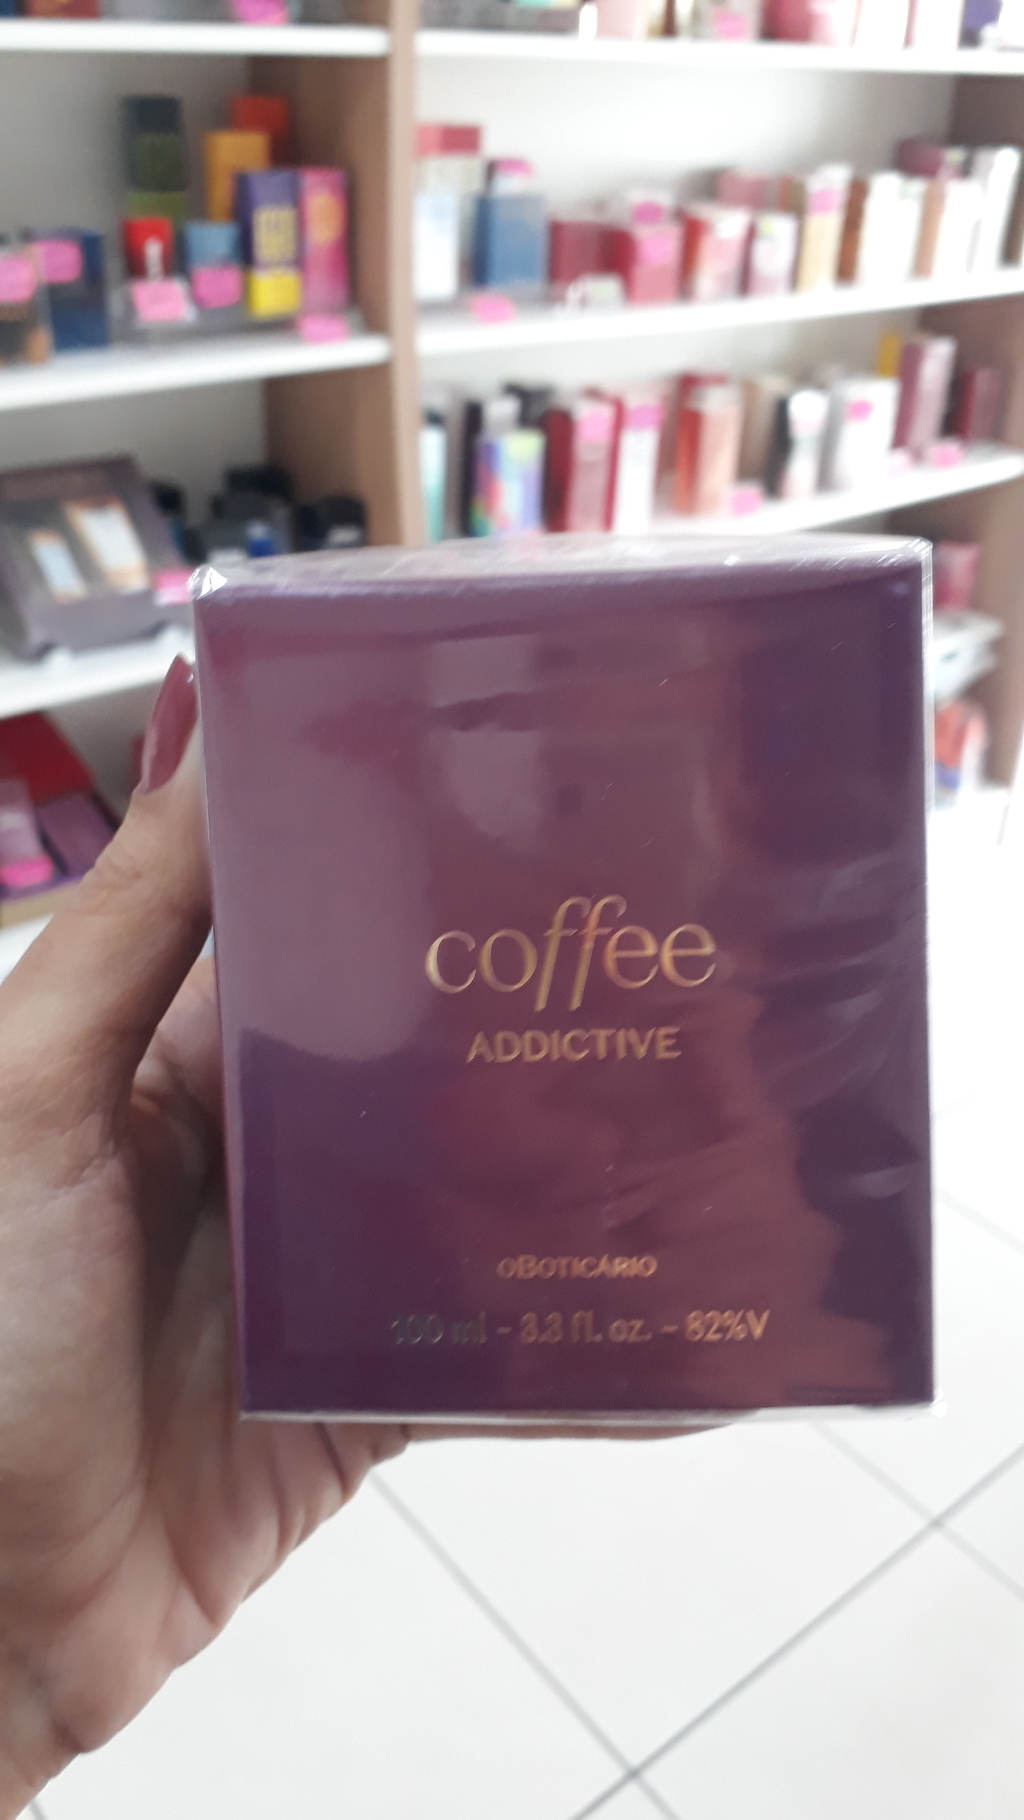 coffee
ADDICTIVE
oBOTICÁRIO
100 ml - 3.3 fl. oz. - 82%V